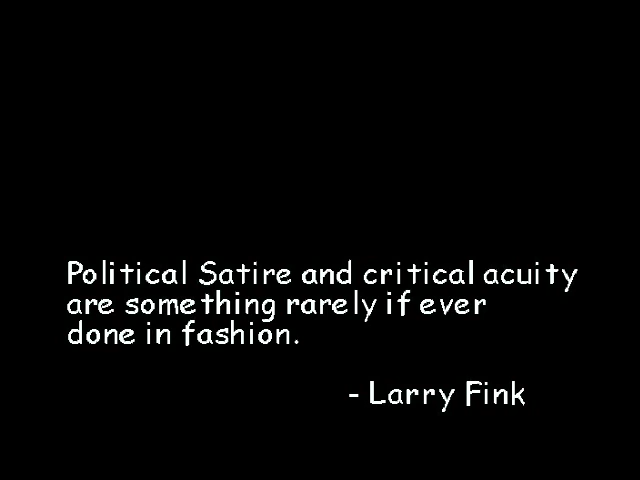 Political Satire and critical acuity
are something rarely if ever
done in fashion.
- Larry Fink